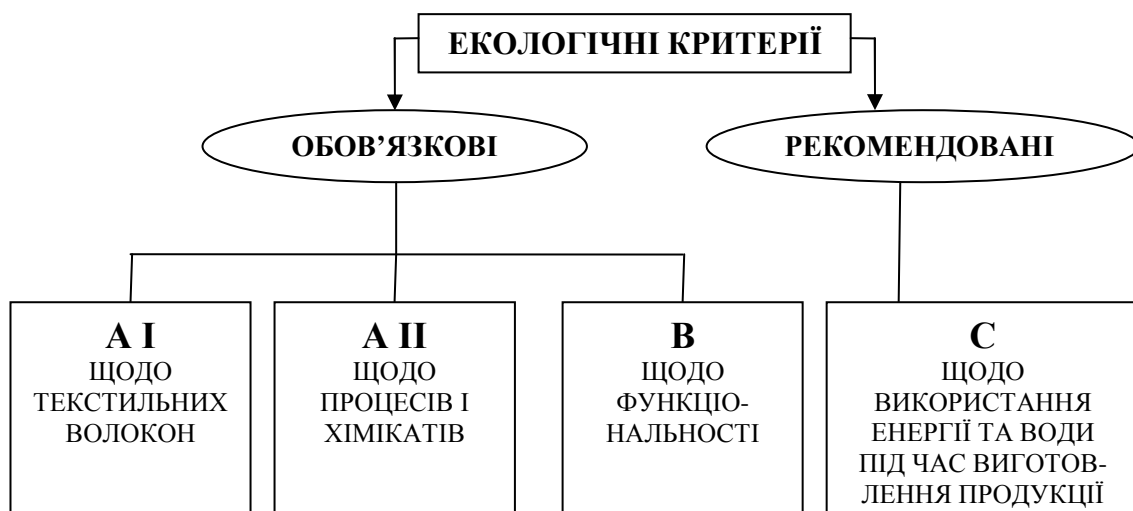 ЕКОЛОГІЧНІ КРИТЕРІЇ
ОБОВ’ЯЗКОВІ
РЕКОМЕНДОВАНІ
А І
ЩОДО
ТЕКСТИЛЬНИХ
ВОЛОКОН
А ІІ
ЩОДО
ПРОЦЕСІВ І
ХІМІКАТІВ
В
ЩОДО
ФУНКЦІО-
НАЛЬНОСТІ
С
ЩОДО
ВИКОРИСТАННЯ
ЕНЕРГІЇ ТА ВОДИ
ПІД ЧАС ВИГОТОВ-
ЛЕННЯ ПРОДУКЦІЇ